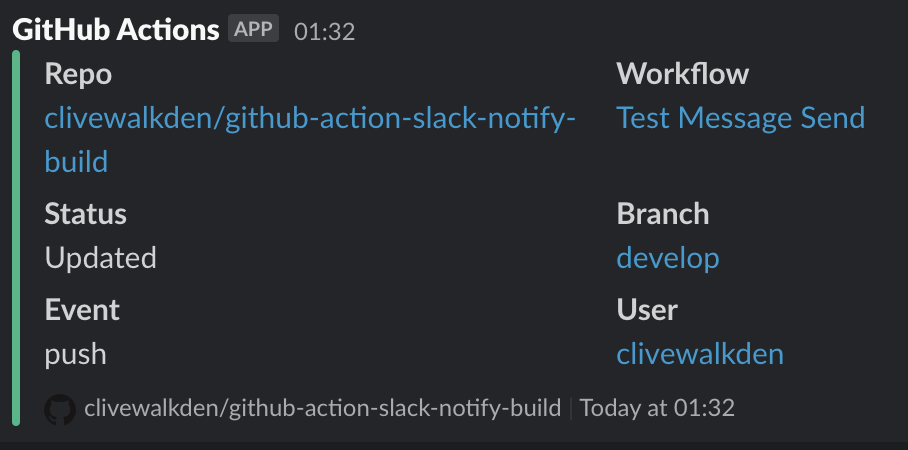 GitHub Actions APP 01:32
Repo
Workflow
clivewalkden/github-action-slack-notify-
build
Test Message Send
Status
Branch
Updated
develop
Event
User
push
clivewalkden
clivewalkden/github-action-slack-notify-build | Today at 01:32